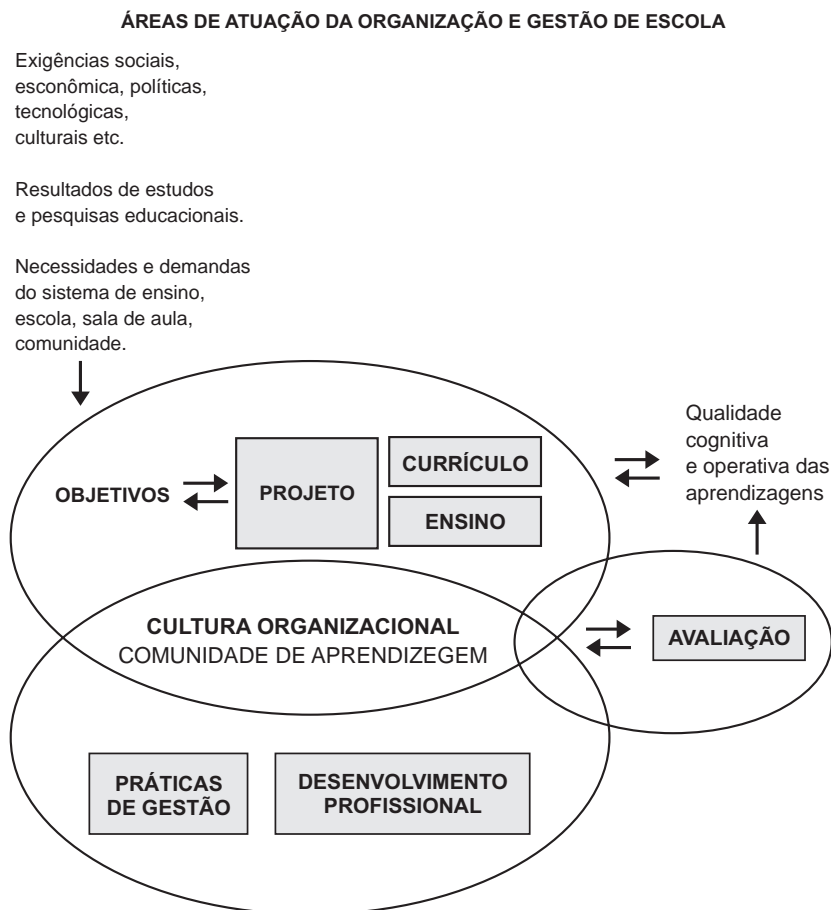 ÁREAS DE ATUAÇÃO DA ORGANIZAÇÃO E GESTÃO DE ESCOLA
Exigências sociais,
esconômica, políticas,
tecnológicas,
culturais etc.
Resultados de estudos
e pesquisas educacionais.
Necessidades e demandas
do sistema de ensino,
escola, sala de aula,
comunidade.
OBJETIVOS
PROJETO
CURRÍCULO
ENSINO
Qualidade
cognitiva
e operativa das
aprendizagens
CULTURA ORGANIZACIONAL
COMUNIDADE DE APRENDIZEGEM
AVALIAÇÃO
PRÁTICAS
DE GESTÃO
DESENVOLVIMENTO
PROFISSIONAL